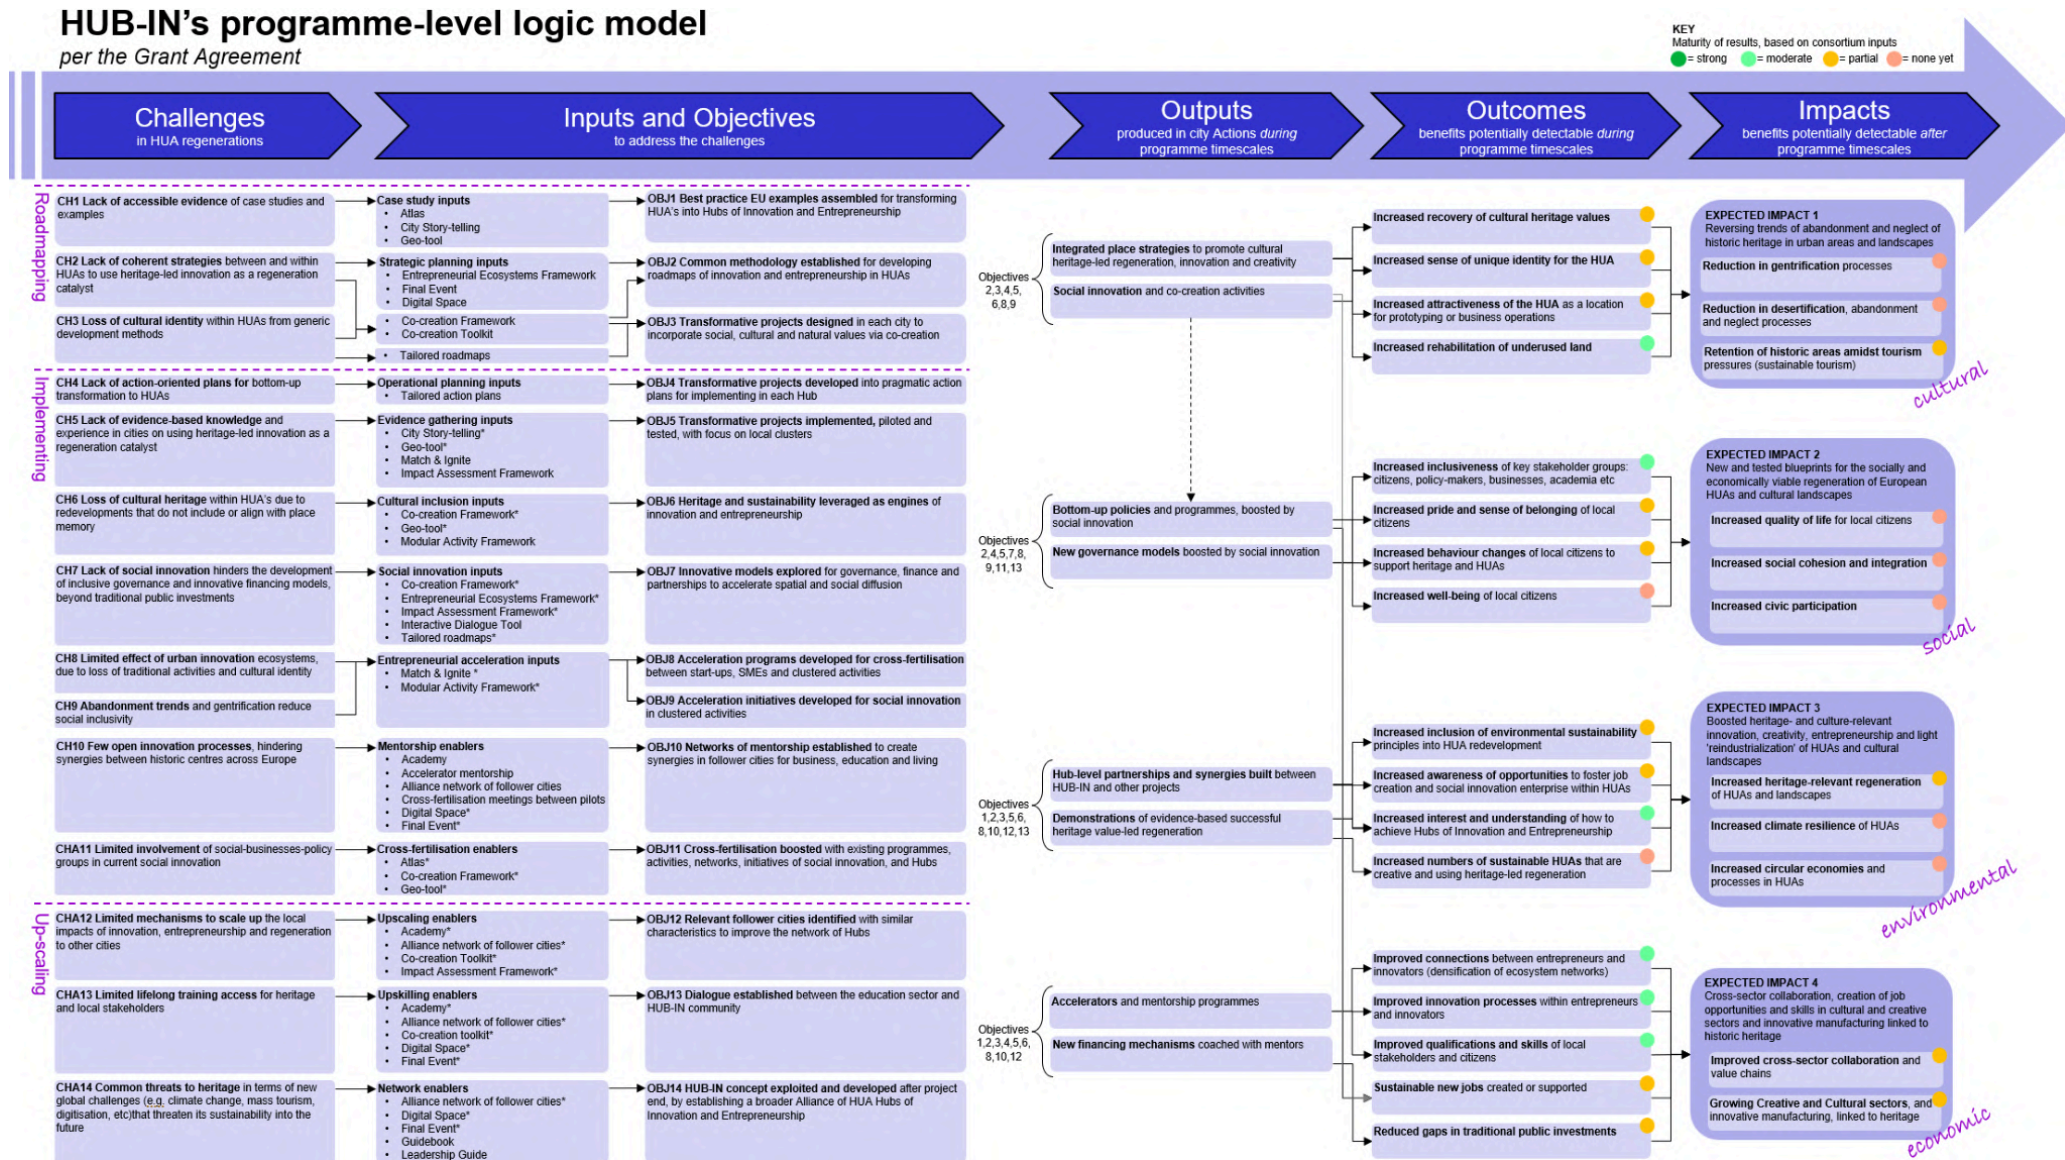 HUB-IN's programme-level logic model
per the Grant Agreement
KEY
Maturity of results, based on consortium inputs
= strong
= moderate
= partial
= none yet
Challenges
in HUA regenerations
Inputs and Objectives
to address the challenges
Outputs
produced in city Actions during
programme timescales
Outcomes
benefits potentially detectable during
programme timescales
Impacts
benefits potentially detectable after
programme timescales
Roadmapping
CH1 Lack of accessible evidence of case studies and
examples
Case study inputs
• Atlas
• City Story-telling
• Geo-tool
OBJ1 Best practice EU examples assembled for transforming
HUA's into Hubs of Innovation and Entrepreneurship
CH2 Lack of coherent strategies between and within
HUAs to use heritage-led innovation as a regeneration
catalyst
Strategic planning inputs
• Entrepreneurial Ecosystems Framework
• Final Event
• Digital Space
OBJ2 Common methodology established for developing
roadmaps of innovation and entrepreneurship in HUAs
CH3 Loss of cultural identity within HUAs from generic
development methods
• Co-creation Framework
• Co-creation Toolkit
• Tailored roadmaps
OBJ3 Transformative projects designed in each city to
incorporate social, cultural and natural values via co-creation
Implementing
CH4 Lack of action-oriented plans for bottom-up
transformation to HUAs
Operational planning inputs
• Tailored action plans
OBJ4 Transformative projects developed into pragmatic action
plans for implementing in each Hub
CH5 Lack of evidence-based knowledge and
experience in cities on using heritage-led innovation as a
regeneration catalyst
Evidence gathering inputs
• City Story-telling*
• Geo-tool*
• Match & Ignite
• Impact Assessment Framework
OBJ5 Transformative projects implemented, piloted and
tested, with focus on local clusters
CH6 Loss of cultural heritage within HUA's due to
redevelopments that do not include or align with place
memory
Cultural inclusion inputs
• Co-creation Framework*
• Geo-tool*
• Modular Activity Framework
OBJ6 Heritage and sustainability leveraged as engines of
innovation and entrepreneurship
CH7 Lack of social innovation hinders the development
of inclusive governance and innovative financing models,
beyond traditional public investments
Social innovation inputs
• Co-creation Framework*
• Entrepreneurial Ecosystems Framework*
• Impact Assessment Framework*
• Interactive Dialogue Tool
• Tailored roadmaps*
OBJ7 Innovative models explored for governance, finance and
partnerships to accelerate spatial and social diffusion
CH8 Limited effect of urban innovation ecosystems,
due to loss of traditional activities and cultural identity
CH9 Abandonment trends and gentrification reduce
social inclusivity
Entrepreneurial acceleration inputs
• Match & Ignite *
• Modular Activity Framework*
OBJ8 Acceleration programs developed for cross-fertilisation
between start-ups, SMEs and clustered activities
OBJ9 Acceleration initiatives developed for social innovation
in clustered activities
CH10 Few open innovation processes, hindering
synergies between historic centres across Europe
Mentorship enablers
• Academy
• Accelerator mentorship
• Alliance network of follower cities
• Cross-fertilisation meetings between pilots
• Digital Space*
• Final Event*
OBJ10 Networks of mentorship established to create
synergies in follower cities for business, education and living
CHA11 Limited involvement of social-businesses-policy
groups in current social innovation
Cross-fertilisation enablers
• Atlas*
• Co-creation Framework*
• Geo-tool*
OBJ11 Cross-fertilisation boosted with existing programmes,
activities, networks, initiatives of social innovation, and Hubs
Up-scaling
CHA12 Limited mechanisms to scale up the local
impacts of innovation, entrepreneurship and regeneration
to other cities
Upscaling enablers
• Academy*
• Alliance network of follower cities*
• Co-creation Toolkit*
• Impact Assessment Framework*
OBJ12 Relevant follower cities identified with similar
characteristics to improve the network of Hubs
CHA13 Limited lifelong training access for heritage
and local stakeholders
Upskilling enablers
• Academy*
• Alliance network of follower cities*
• Co-creation toolkit*
• Digital Space*
• Final Event*
OBJ13 Dialogue established between the education sector and
HUB-IN community
CHA14 Common threats to heritage in terms of new
global challenges (e.g. climate change, mass tourism,
digitisation, etc)that threaten its sustainability into the
future
Network enablers
• Alliance network of follower cities*
• Digital Space*
• Final Event*
• Guidebook
• Leadership Guide
OBJ14 HUB-IN concept exploited and developed after project
end, by establishing a broader Alliance of HUA Hubs of
Innovation and Entrepreneurship
Objectives
2,3,4,5,
6,8,9
Integrated place strategies to promote cultural
heritage-led regeneration, innovation and creativity
Social innovation and co-creation activities
Increased recovery of cultural heritage values
Increased sense of unique identity for the HUA
Increased attractiveness of the HUA as a location
for prototyping or business operations
Increased rehabilitation of underused land
EXPECTED IMPACT 1
Reversing trends of abandonment and neglect of
historic heritage in urban areas and landscapes
Reduction in gentrification processes
Reduction in desertification, abandonment
and neglect processes
Retention of historic areas amidst tourism
pressures (sustainable tourism)
cultural
Objectives
2,4,5,7,8,
9,11,13
Bottom-up policies and programmes, boosted by
social innovation
New governance models boosted by social innovation
Increased inclusiveness of key stakeholder groups:
citizens, policy-makers, businesses, academia etc
Increased pride and sense of belonging of local
citizens
Increased behaviour changes of local citizens to
support heritage and HUAs
Increased well-being of local citizens
EXPECTED IMPACT 2
New and tested blueprints for the socially and
economically viable regeneration of European
HUAs and cultural landscapes
Increased quality of life for local citizens
Increased social cohesion and integration
Increased civic participation
social
Objectives
1,2,3,5,6,
8,10,12,13
Hub-level partnerships and synergies built between
HUB-IN and other projects
Demonstrations of evidence-based successful
heritage value-led regeneration
Increased inclusion of environmental sustainability
principles into HUA redevelopment
Increased awareness of opportunities to foster job
creation and social innovation enterprise within HUAs
Increased interest and understanding of how to
achieve Hubs of Innovation and Entrepreneurship
Increased numbers of sustainable HUAs that are
creative and using heritage-led regeneration
EXPECTED IMPACT 3
Boosted heritage- and culture-relevant
innovation, creativity, entrepreneurship and light
'reindustrialization' of HUAs and cultural
landscapes
Increased heritage-relevant regeneration
of HUAs and landscapes
Increased climate resilience of HUAs
Increased circular economies and
processes in HUAs
environmental
Objectives
1,2,3,4,5,6,
8,10,12
Accelerators and mentorship programmes
New financing mechanisms coached with mentors
Improved connections between entrepreneurs and
innovators (densification of ecosystem networks)
Improved innovation processes within entrepreneurs
and innovators
Improved qualifications and skills of local
stakeholders and citizens
Sustainable new jobs created or supported
Reduced gaps in traditional public investments
EXPECTED IMPACT 4
Cross-sector collaboration, creation of job
opportunities and skills in cultural and creative
sectors and innovative manufacturing linked to
historic heritage
Improved cross-sector collaboration and
value chains
Growing Creative and Cultural sectors, and
innovative manufacturing, linked to heritage
economic